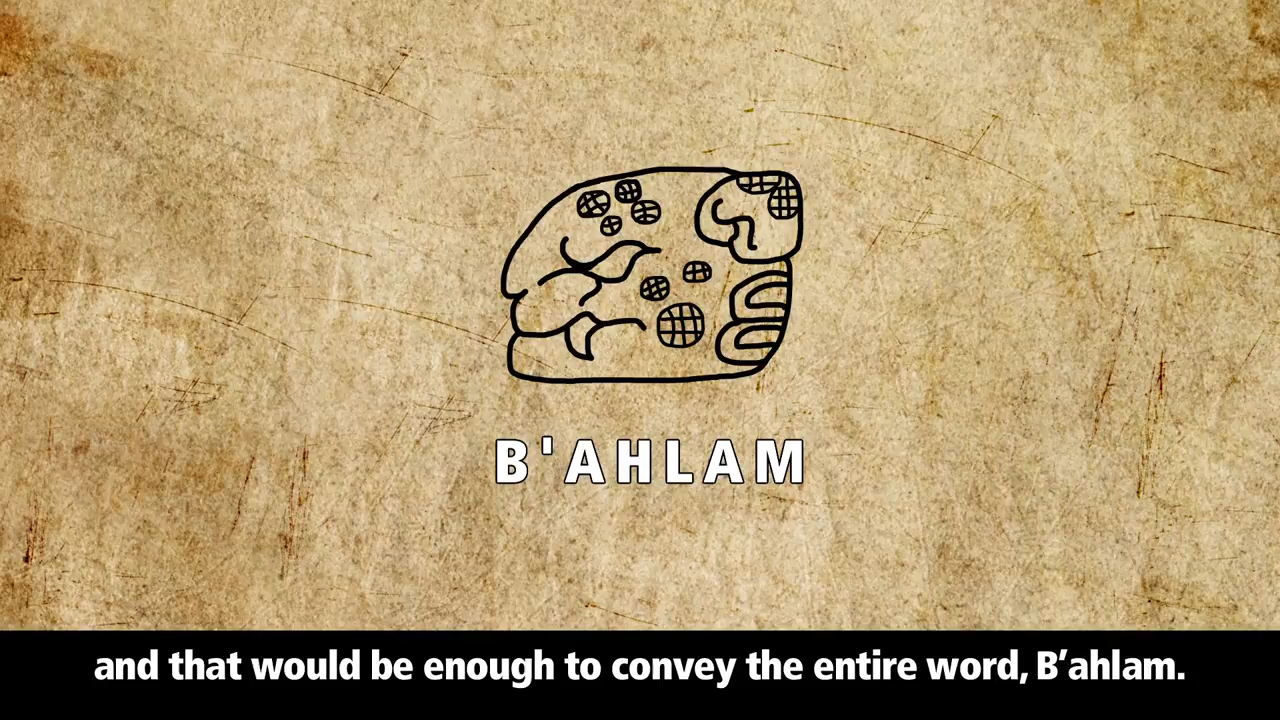 B'AHLAM
and that would be enough to convey the entire word, B’ahlam.